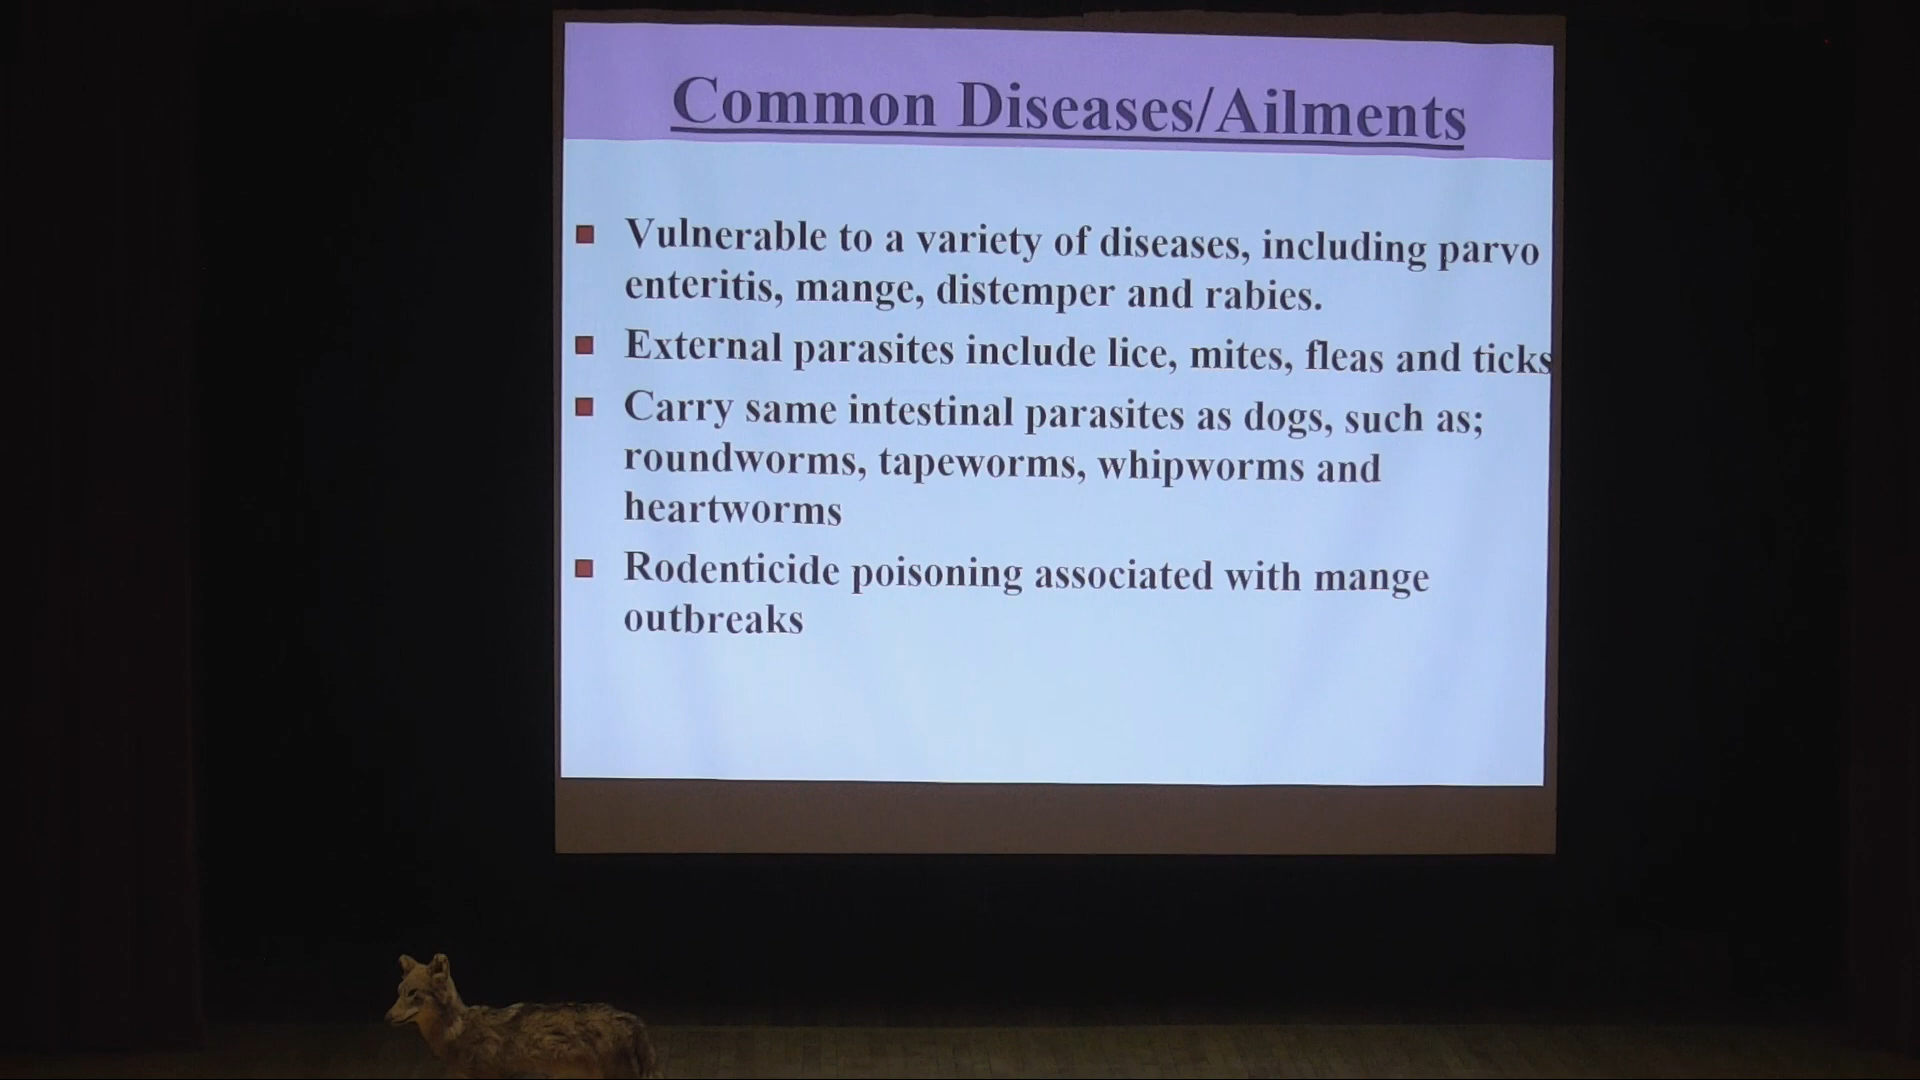 Common Diseases/Ailments
Vulnerable to a variety of diseases, including parvo
enteritis, mange, distemper and rabies.
External parasites include lice, mites, fleas and ticks
Carry same intestinal parasites as dogs, such as;
roundworms, tapeworms, whipworms and
heartworms
Rodenticide poisoning associated with mange
outbreaks